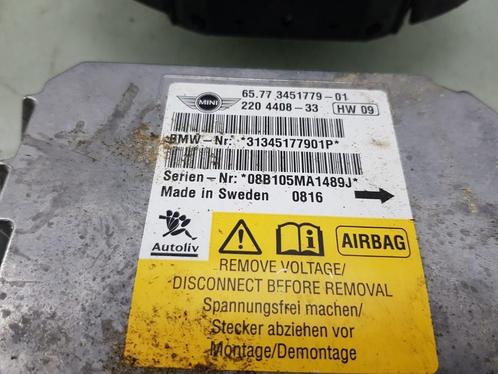 MINI
65.77 3451779-01
220 4408-33 HW 09
BMW-Nr: *31345177901P*
Serien-Nr: *08B105MA1489J*
Made in Sweden 0816
Autoliv
AIRBAG
REMOVE VOLTAGE/
DISCONNECT BEFORE REMOVAL
Spannungsfrei machen/
Stecker abziehen vor
Montage/Demontage